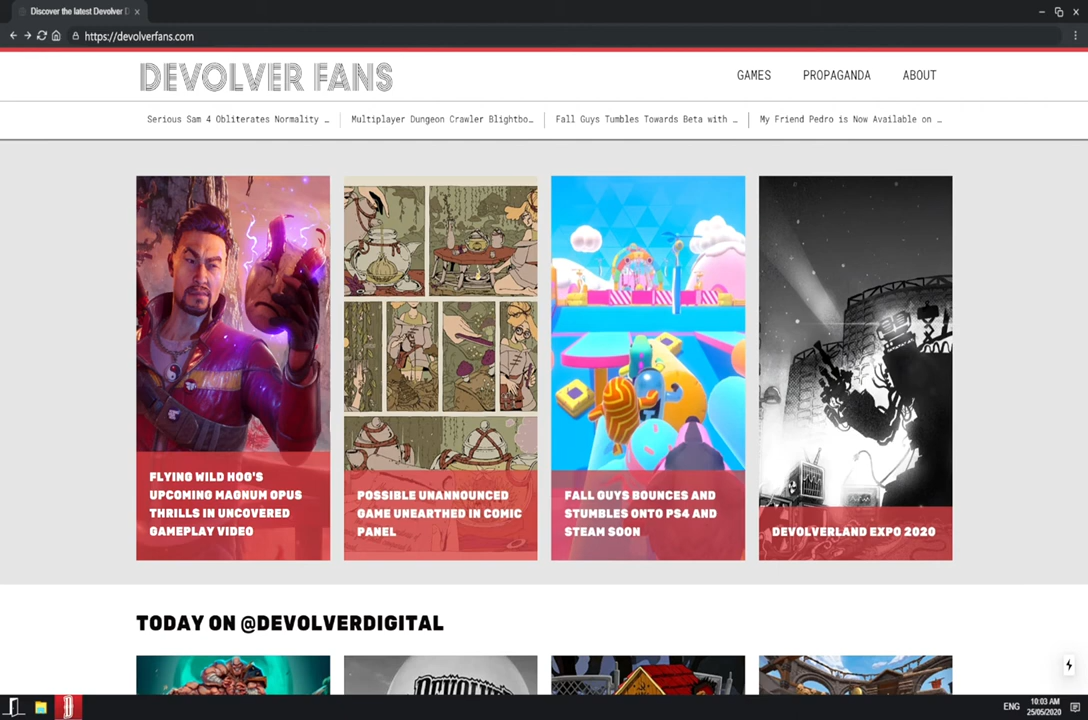 Discover the latest Devolver D
https://devolverfans.com
DEVOLVER FANS
GAMES
PROPAGANDA
ABOUT
Serious Sam 4 Obliterates Normality …
Multiplayer Dungeon Crawler Blightbo…
Fall Guys Tumbles Towards Beta with …
My Friend Pedro is Now Available on …
FLYING WILD HOG'S
UPCOMING MAGNUM OPUS
THRILLS IN UNCOVERED
GAMEPLAY VIDEO
POSSIBLE UNANNOUNCED
GAME UNEARTHED IN COMIC
PANEL
FALL GUYS BOUNCES AND
STUMBLES ONTO PS4 AND
STEAM SOON
DEVOLVERLAND EXPO 2020
TODAY ON @DEVOLVERDIGITAL
ENG
10:03 AM
25/05/2020